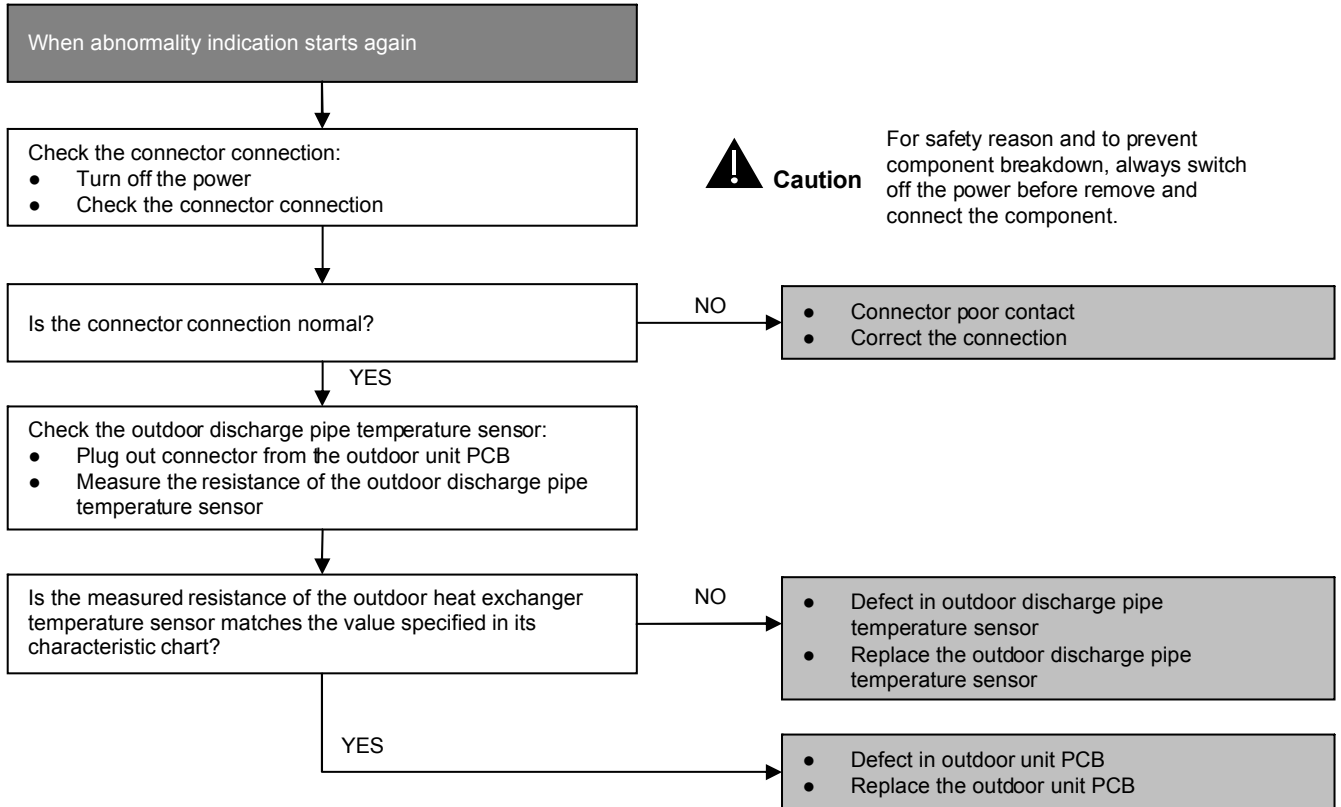 When abnormality indication starts again
Check the connector connection:
● Turn off the power
● Check the connector connection
Caution
For safety reason and to prevent
component breakdown, always switch
off the power before remove and
connect the component.
Is the connector connection normal?
NO
● Connector poor contact
● Correct the connection
YES
Check the outdoor discharge pipe temperature sensor:
● Plug out connector from the outdoor unit PCB
● Measure the resistance of the outdoor discharge pipe
temperature sensor
Is the measured resistance of the outdoor heat exchanger
temperature sensor matches the value specified in its
characteristic chart?
NO
● Defect in outdoor discharge pipe
temperature sensor
● Replace the outdoor discharge pipe
temperature sensor
YES
● Defect in outdoor unit PCB
● Replace the outdoor unit PCB